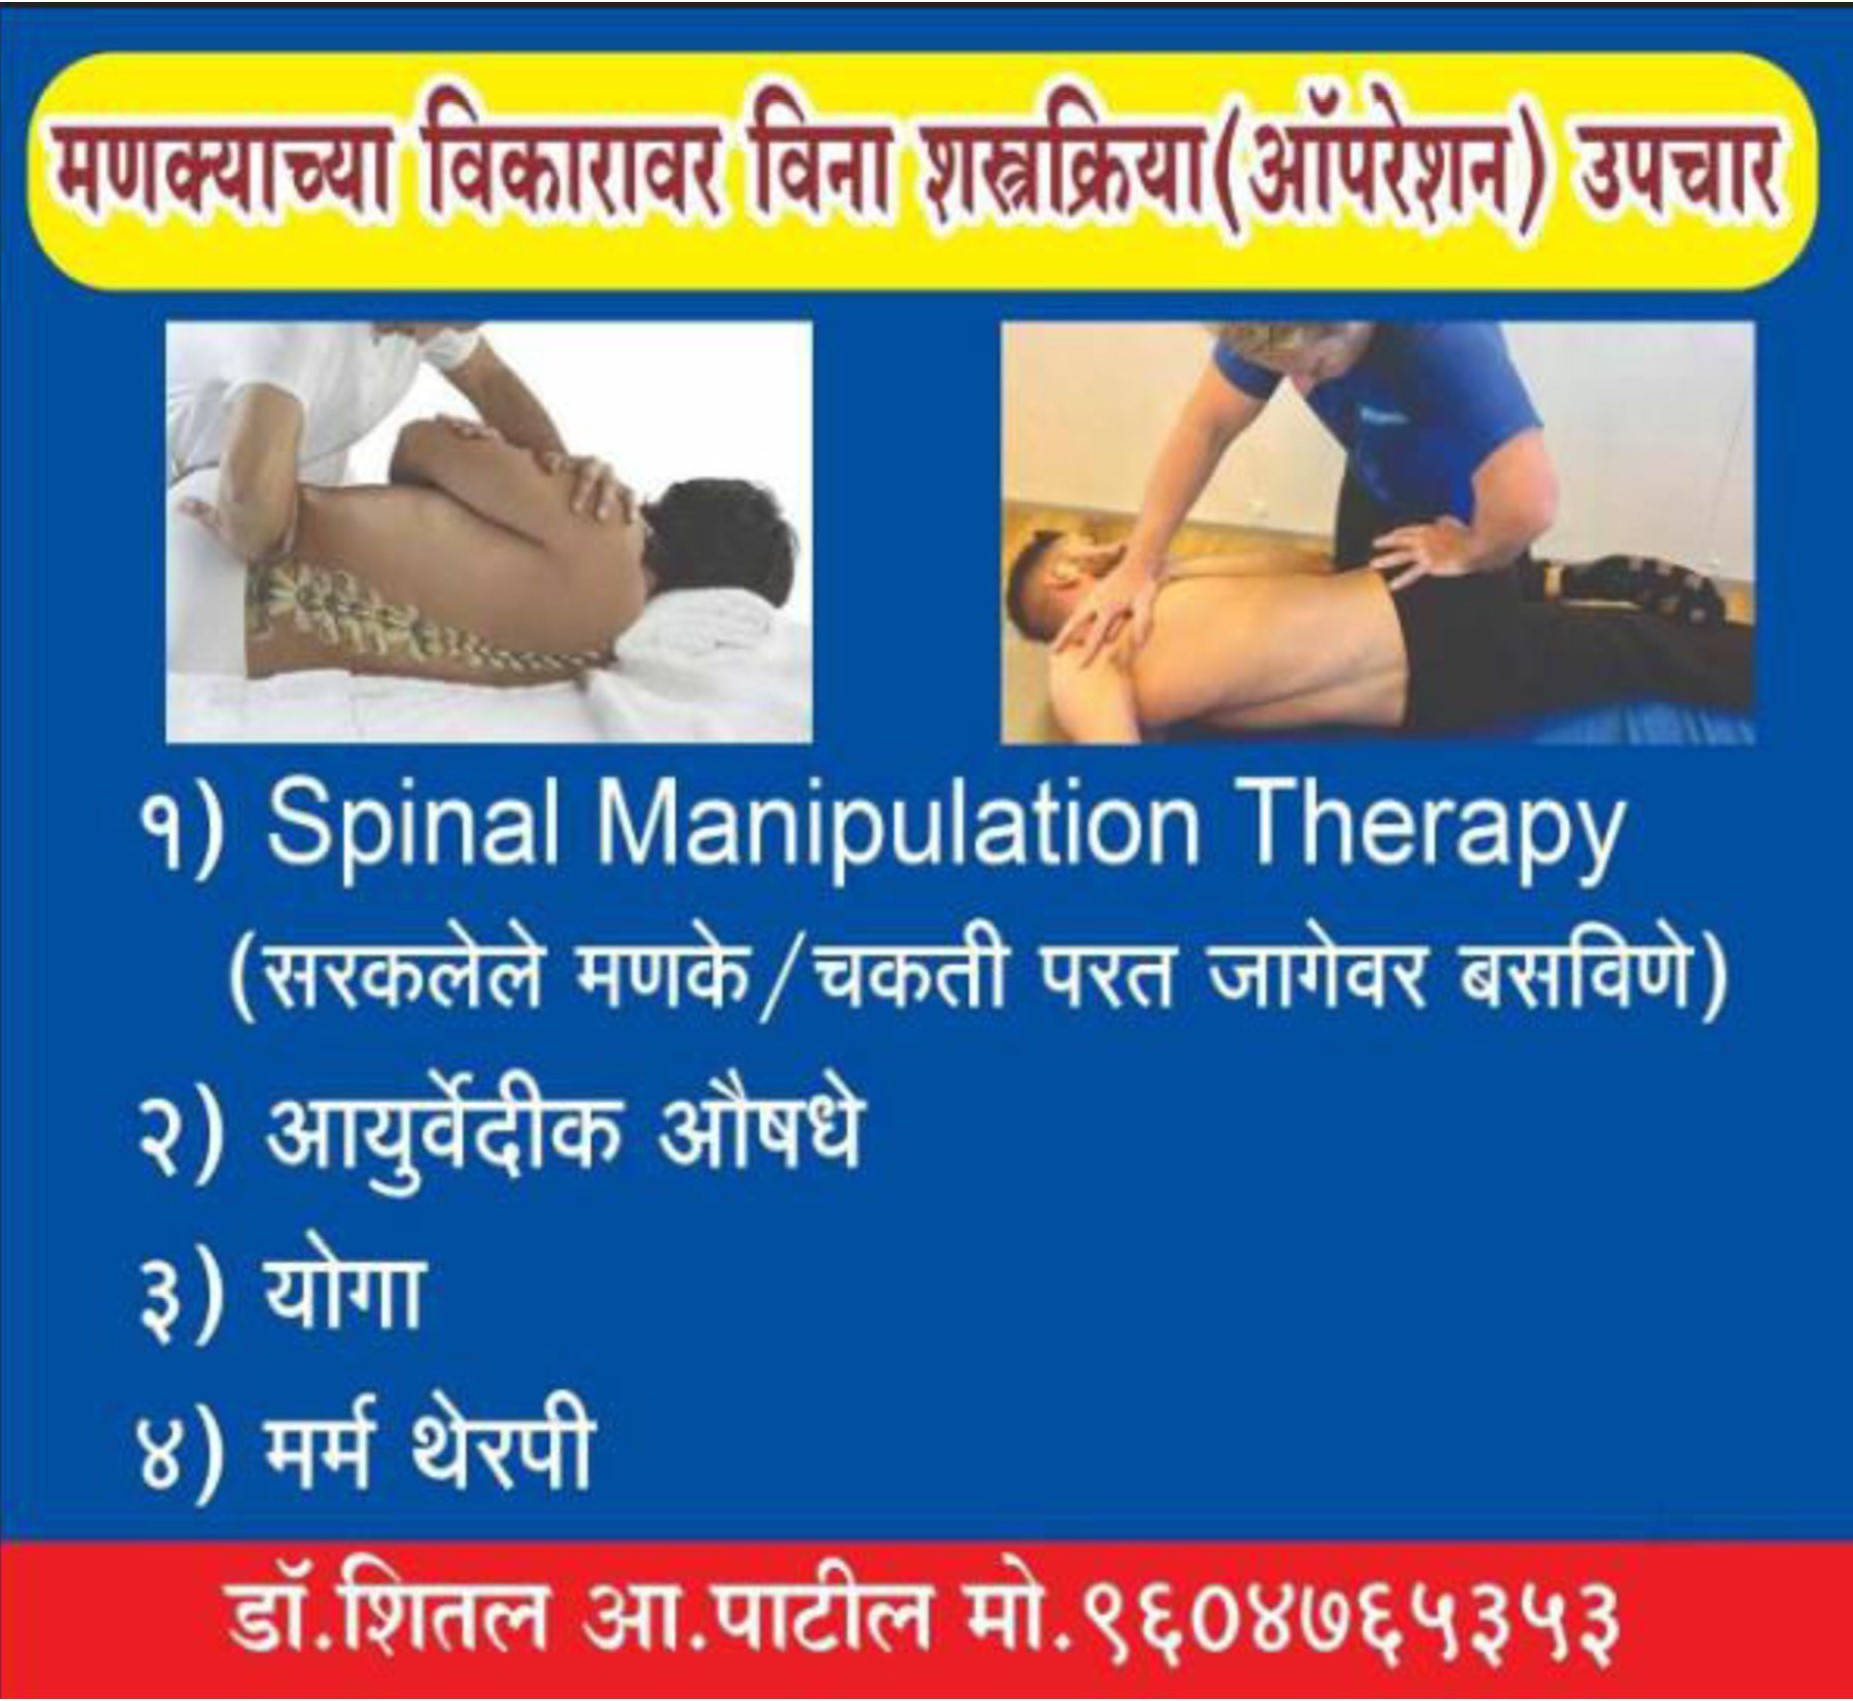 मणक्याच्या विकारावर विना शस्त्रक्रिया(ऑपरेशन) उपचार
१) Spinal Manipulation Therapy
(सरकलेले मणके/चकती परत जागेवर बसविणे)
२) आयुर्वेदीक औषधे
३) योगा
४) मर्म थेरपी
डॉ.शितल आ.पाटील मो.९६०४७६५३५३